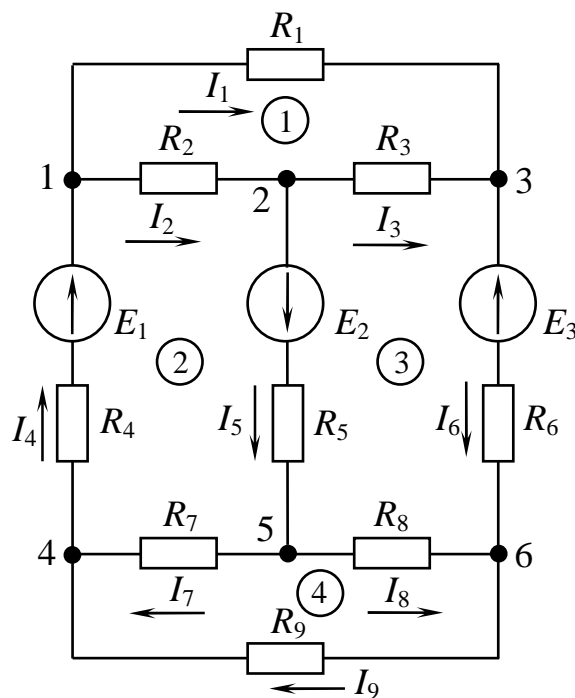 R₁
I₁
1
R₂ R₃
1 2 3
I₂ I₃
E₁ E₂ E₃
2 3
I₄ R₄ I₅ R₅ I₆ R₆
R₇ R₈
4 5 6
I₇ 4 I₈
R₉
I₉